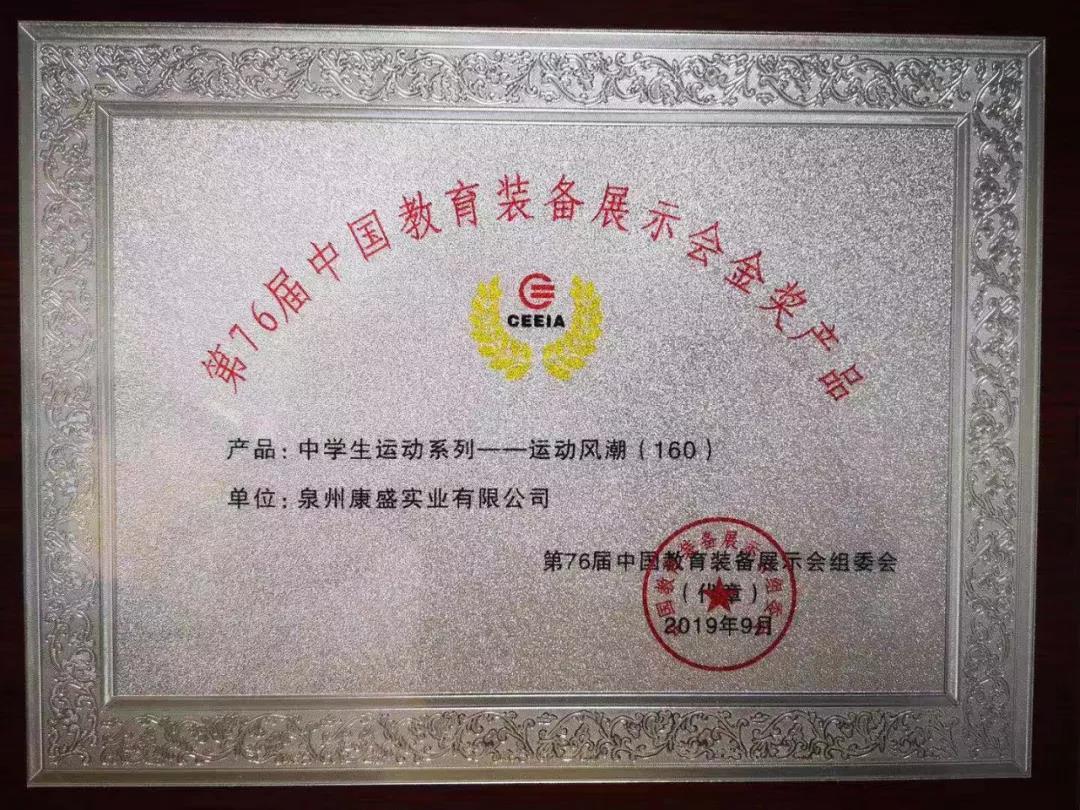 第76届中国教育装备展示会金奖产品
CEEIA
产品：中学生运动系列——运动风潮（160）
单位：泉州康盛实业有限公司
第76届中国教育装备展示会组委会
（代章）
2019年9月